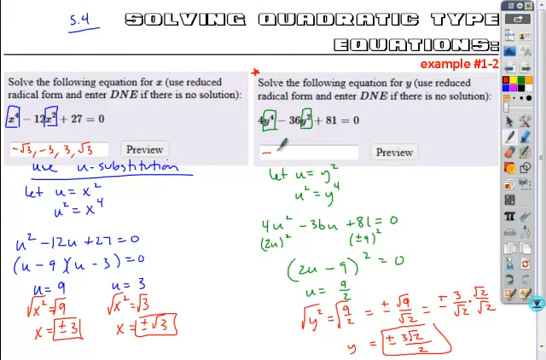 5.4
SOLVING QUADRATIC TYPE
EQUATIONS:
example #1-2
Solve the following equation for x (use reduced
radical form and enter DNE if there is no solution):
x⁴ − 12x² + 27 = 0
−√3, −3, 3, √3 Preview
use u-substitution
let u = x²
u² = x⁴
u² − 12u + 27 = 0
(u − 9)(u − 3) = 0
u = 9 u = 3
√x² = √9 √x² = √3
x = ±3 x = ±√3
* Solve the following equation for y (use reduced
radical form and enter DNE if there is no solution):
4y⁴ − 36y² + 81 = 0
− Preview
let u = y²
u² = y⁴
4u² − 36u + 81 = 0
(2u)² (±9)²
(2u − 9)² = 0
u = 9/2
√y² = √9/2 = ± √9/√2 = ± 3/√2 · √2/√2
y = ± 3√2/2